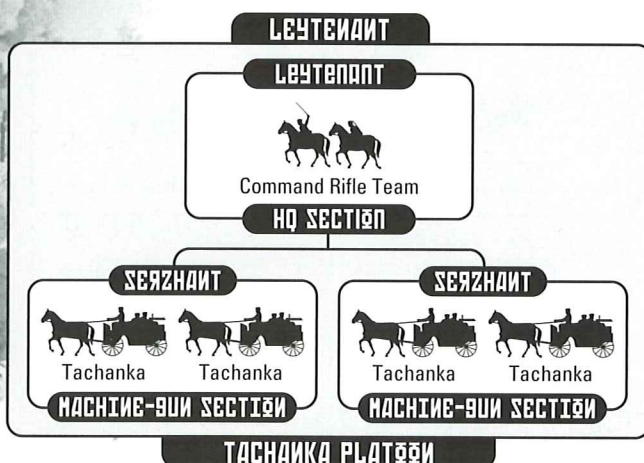 LEYTENANT
LEYTENANT
Command Rifle Team
HQ SECTION
SERZHANT
SERZHANT
Tachanka Tachanka
Tachanka Tachanka
MACHINE-GUN SECTION
MACHINE-GUN SECTION
TACHANKA PLATOON